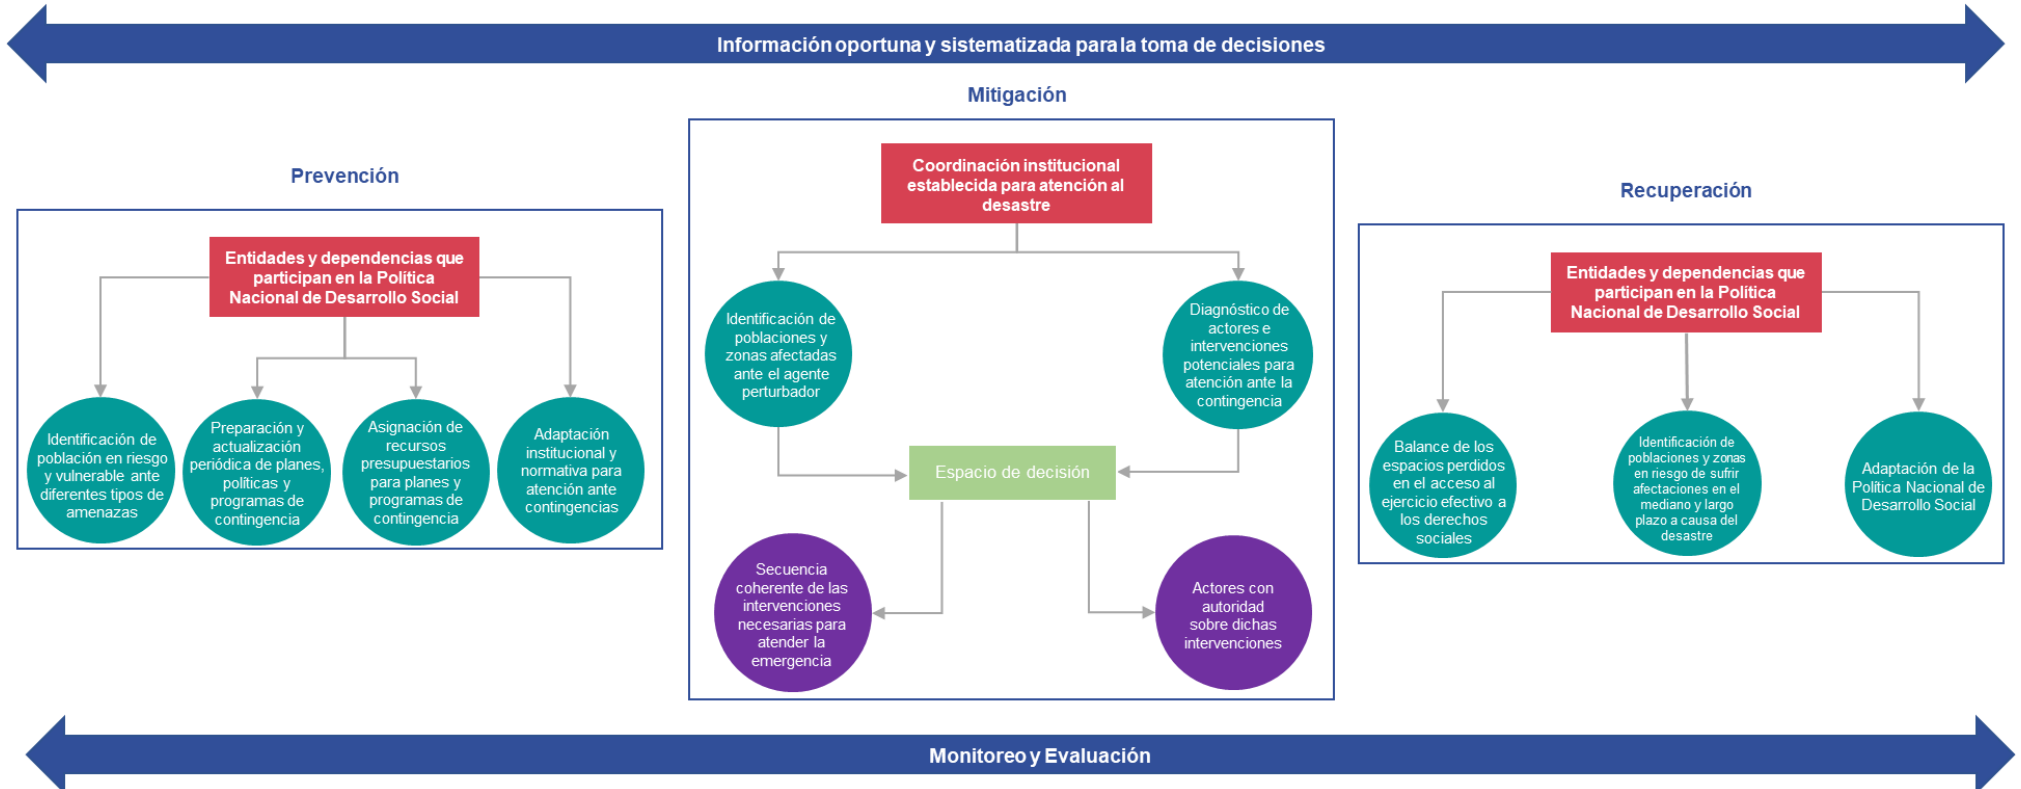 Información oportuna y sistematizada para la toma de decisiones
Prevención
Entidades y dependencias que
participan en la Política
Nacional de Desarrollo Social
Identificación de
población en riesgo
y vulnerable ante
diferentes tipos de
amenazas
Preparación y
actualización
periódica de planes,
políticas y
programas de
contingencia
Asignación de
recursos
presupuestarios
para planes y
programas de
contingencia
Adaptación
institucional y
normativa para
atención ante
contingencias
Mitigación
Coordinación institucional
establecida para atención al
desastre
Identificación de
poblaciones y
zonas afectadas
ante el agente
perturbador
Diagnóstico de
actores e
intervenciones
potenciales para
atención ante la
contingencia
Espacio de decisión
Secuencia
coherente de las
intervenciones
necesarias para
atender la
emergencia
Actores con
autoridad
sobre dichas
intervenciones
Recuperación
Entidades y dependencias que
participan en la Política
Nacional de Desarrollo Social
Balance de los
espacios perdidos
en el acceso al
ejercicio efectivo a
los derechos
sociales
Identificación de
poblaciones y zonas
en riesgo de sufrir
afectaciones en el
mediano y largo
plazo a causa del
desastre
Adaptación de la
Política Nacional de
Desarrollo Social
Monitoreo y Evaluación